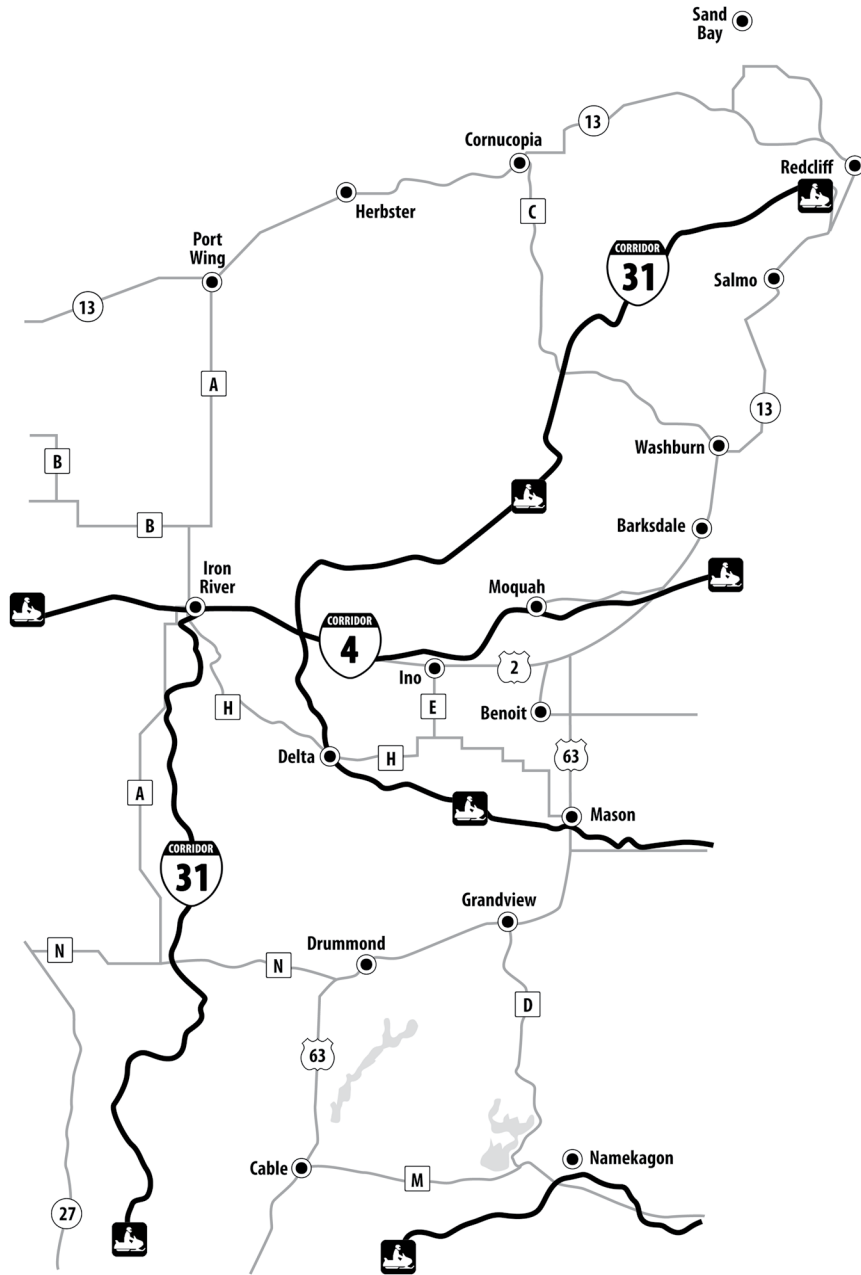 Sand
Bay
13
Cornucopia
Redcliff
Herbster
C
Port
Wing
CORRIDOR
31
Salmo
13
A
13
Washburn
B
B
Barksdale
Iron
River
Moquah
CORRIDOR
4
Ino
2
H
E
Benoit
Delta
H
63
A
Mason
CORRIDOR
31
Grandview
Drummond
N
N
D
63
Namekagon
Cable
M
27